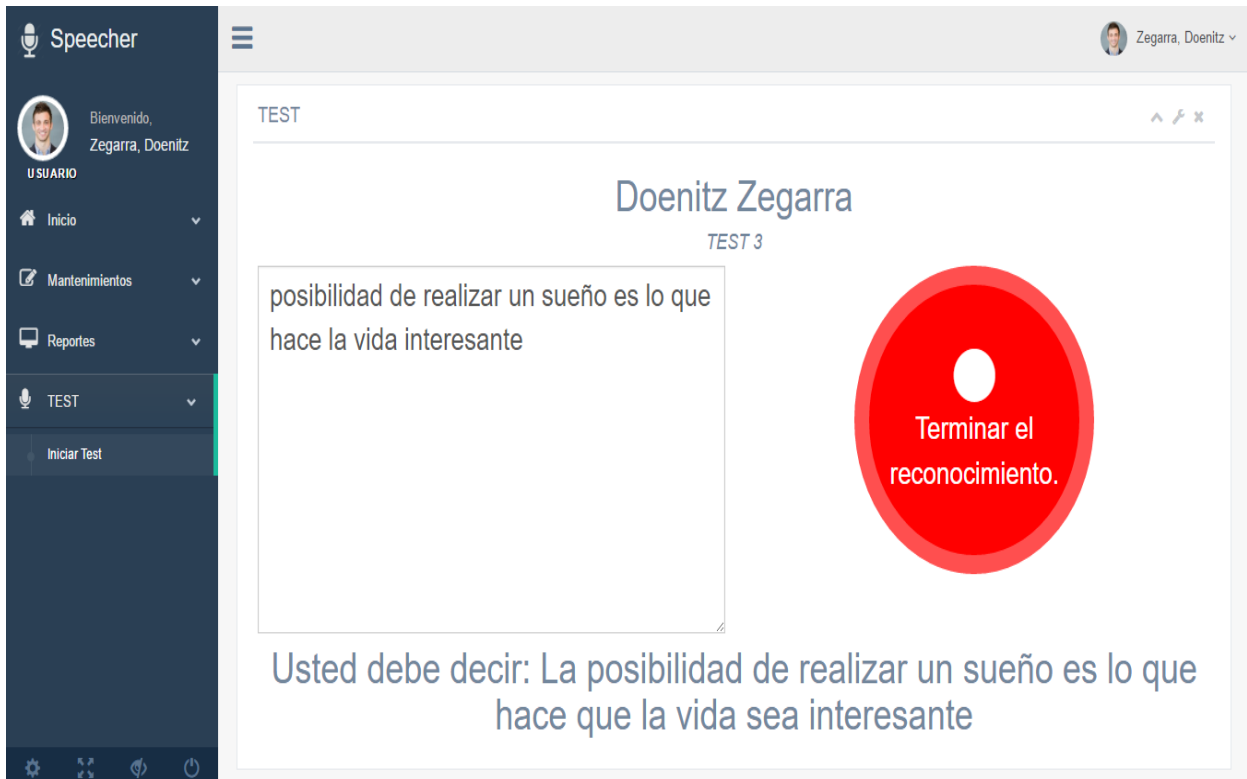 Speecher
Zegarra, Doenitz
Bienvenido,
Zegarra, Doenitz
USUARIO
Inicio
Mantenimientos
Reportes
TEST
Iniciar Test
TEST
Doenitz Zegarra
TEST 3
posibilidad de realizar un sueño es lo que
hace la vida interesante
Terminar el
reconocimiento.
Usted debe decir: La posibilidad de realizar un sueño es lo que
hace que la vida sea interesante